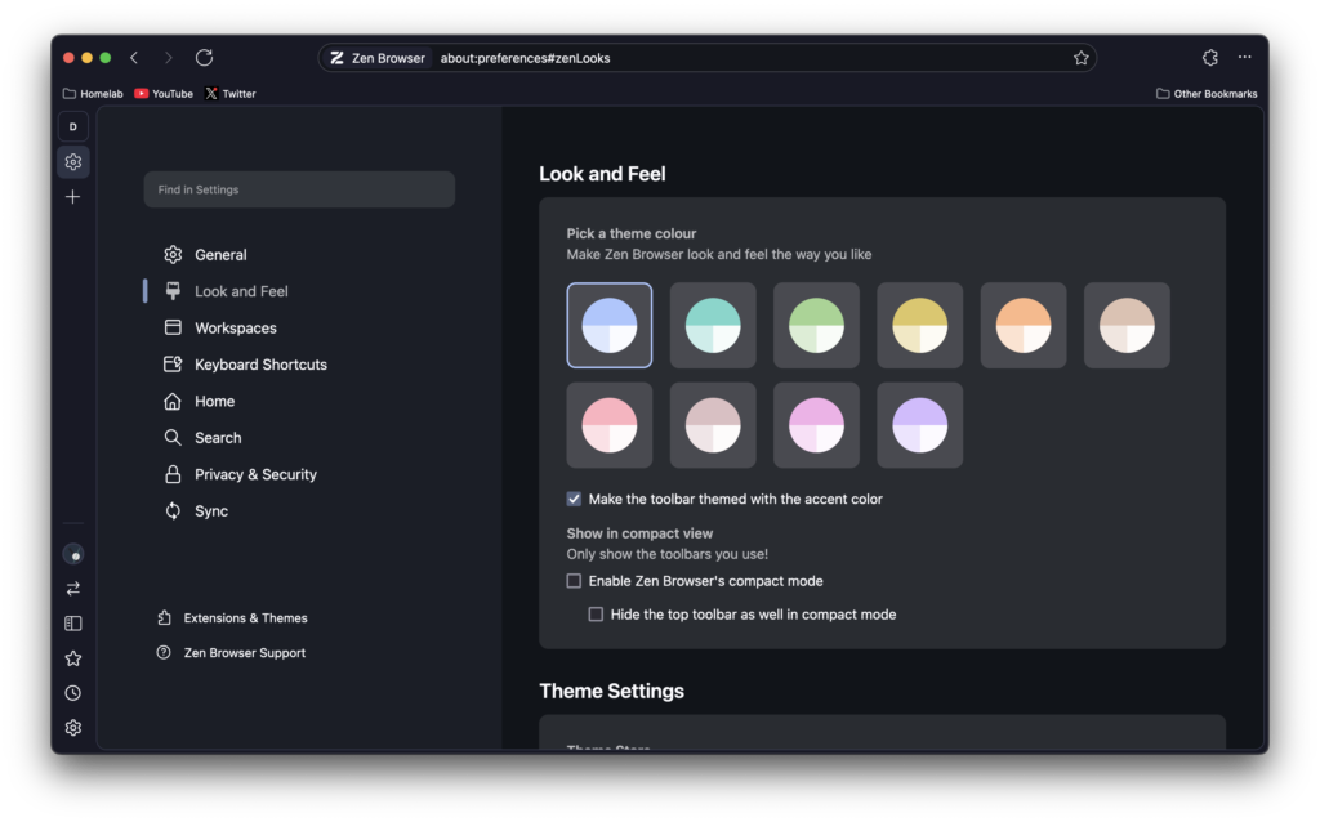 Zen Browser about:preferences#zenLooks
Homelab YouTube Twitter Other Bookmarks
D
Find in Settings
General
Look and Feel
Workspaces
Keyboard Shortcuts
Home
Search
Privacy & Security
Sync
Extensions & Themes
Zen Browser Support
Look and Feel
Pick a theme colour
Make Zen Browser look and feel the way you like
Make the toolbar themed with the accent color
Show in compact view
Only show the toolbars you use!
Enable Zen Browser's compact mode
Hide the top toolbar as well in compact mode
Theme Settings
Theme Store